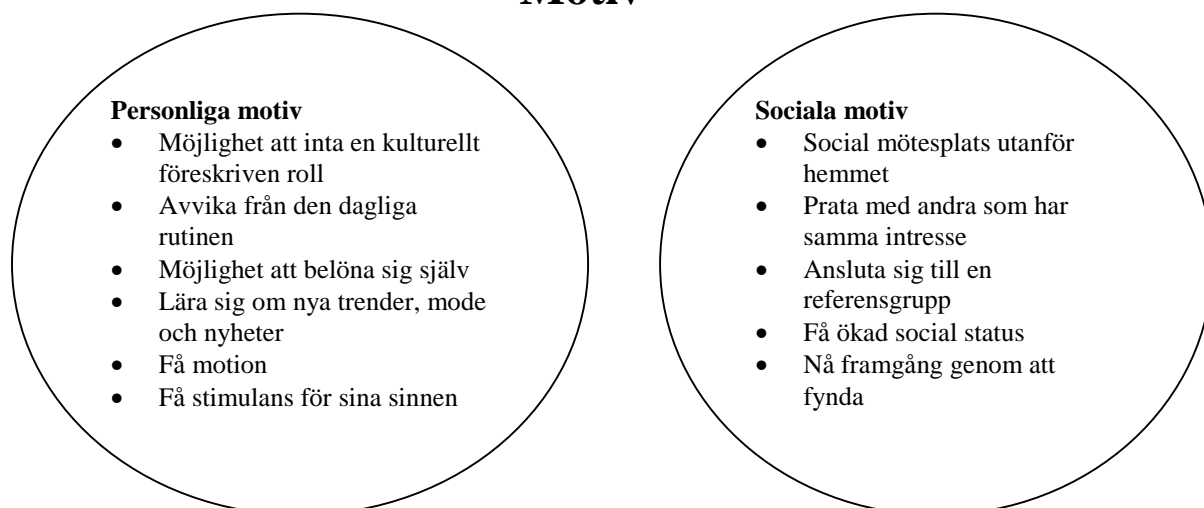 Motiv
Personliga motiv
• Möjlighet att inta en kulturellt
föreskriven roll
• Avvika från den dagliga
rutinen
• Möjlighet att belöna sig själv
• Lära sig om nya trender, mode
och nyheter
• Få motion
• Få stimulans för sina sinnen
Sociala motiv
• Social mötesplats utanför
hemmet
• Prata med andra som har
samma intresse
• Ansluta sig till en
referensgrupp
• Få ökad social status
• Nå framgång genom att
fynda